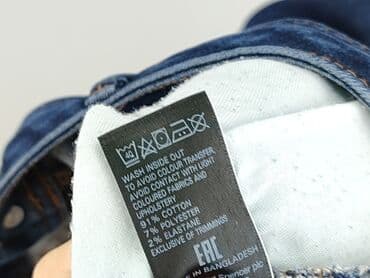 40
WASH INSIDE OUT
TO AVOID COLOUR TRANSFER
AVOID CONTACT WITH LIGHT
COLOURED FABRICS AND
UPHOLSTERY
91% COTTON
7% POLYESTER
2% ELASTANE
EXCLUSIVE OF TRIMMINGS
EAC
IN BANGLADESH
Spencer plc